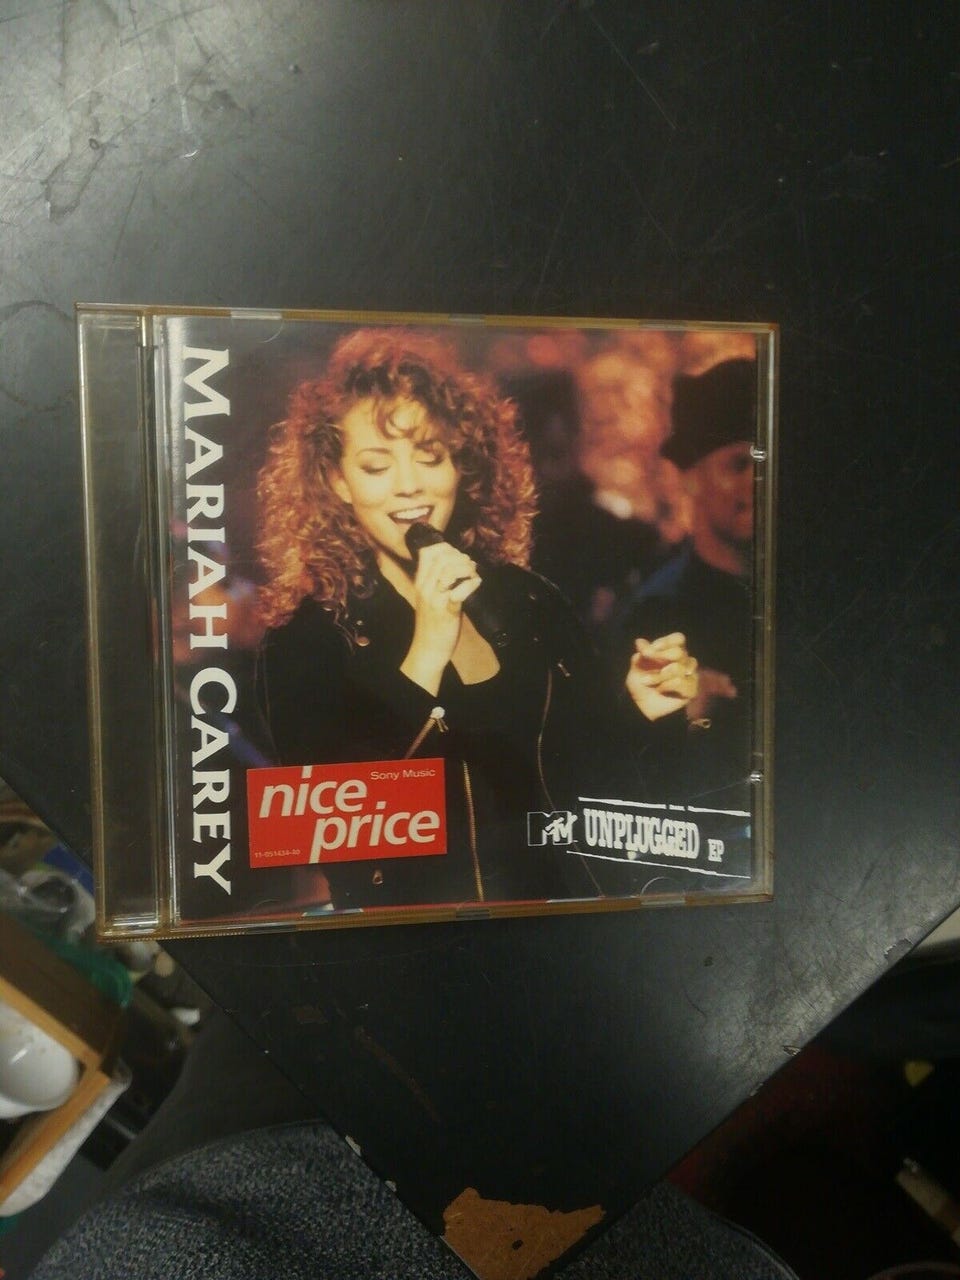 MARIAH CAREY
Sony Music
nice
price
11-051434-40
MTV UNPLUGGED EP